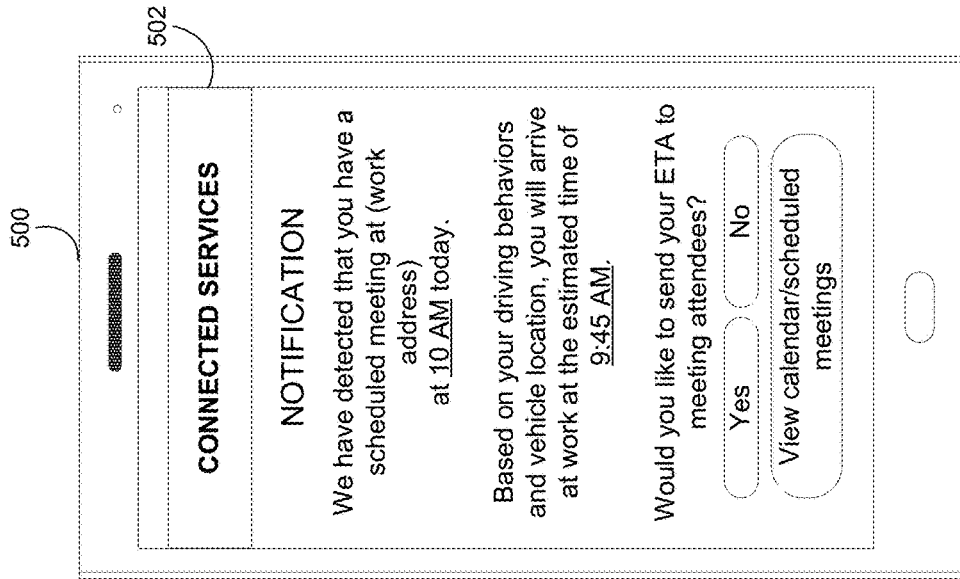 500
502
CONNECTED SERVICES
NOTIFICATION
We have detected that you have a
scheduled meeting at (work
address)
at 10 AM today.
Based on your driving behaviors
and vehicle location, you will arrive
at work at the estimated time of
9:45 AM.
Would you like to send your ETA to
meeting attendees?
Yes
No
View calendar/scheduled
meetings